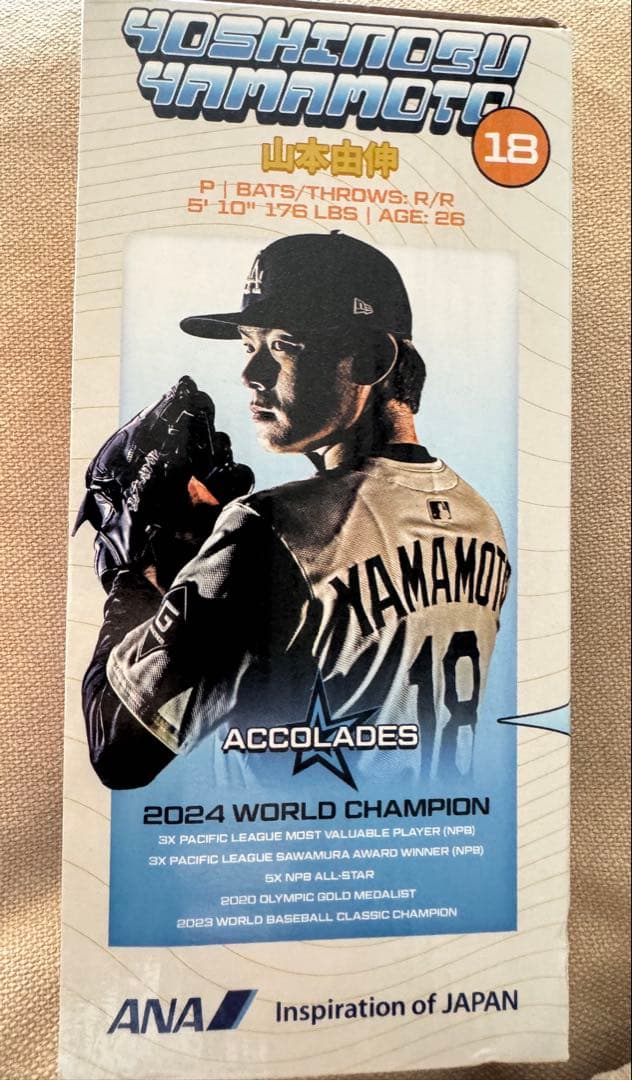 YOSHINOBU
YAMAMOTO
18
山本由伸
P | BATS/THROWS: R/R
5' 10" 176 LBS | AGE: 26
LA
YAMAMOTO
18
ACCOLADES
2024 WORLD CHAMPION
3X PACIFIC LEAGUE MOST VALUABLE PLAYER (NPB)
3X PACIFIC LEAGUE SAWAMURA AWARD WINNER (NPB)
5X NPB ALL-STAR
2020 OLYMPIC GOLD MEDALIST
2023 WORLD BASEBALL CLASSIC CHAMPION
ANA Inspiration of JAPAN